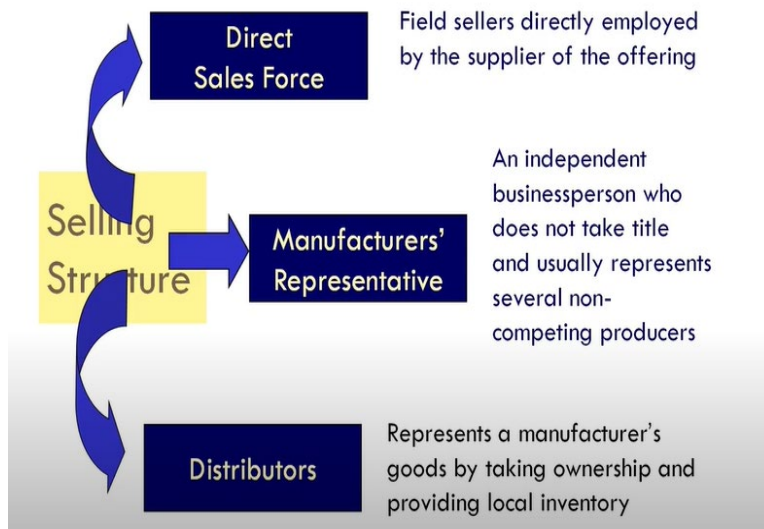 Direct
Sales Force
Field sellers directly employed
by the supplier of the offering
Selling
Structure
Manufacturers'
Representative
An independent
businessperson who
does not take title
and usually represents
several non-
competing producers
Distributors
Represents a manufacturer's
goods by taking ownership and
providing local inventory